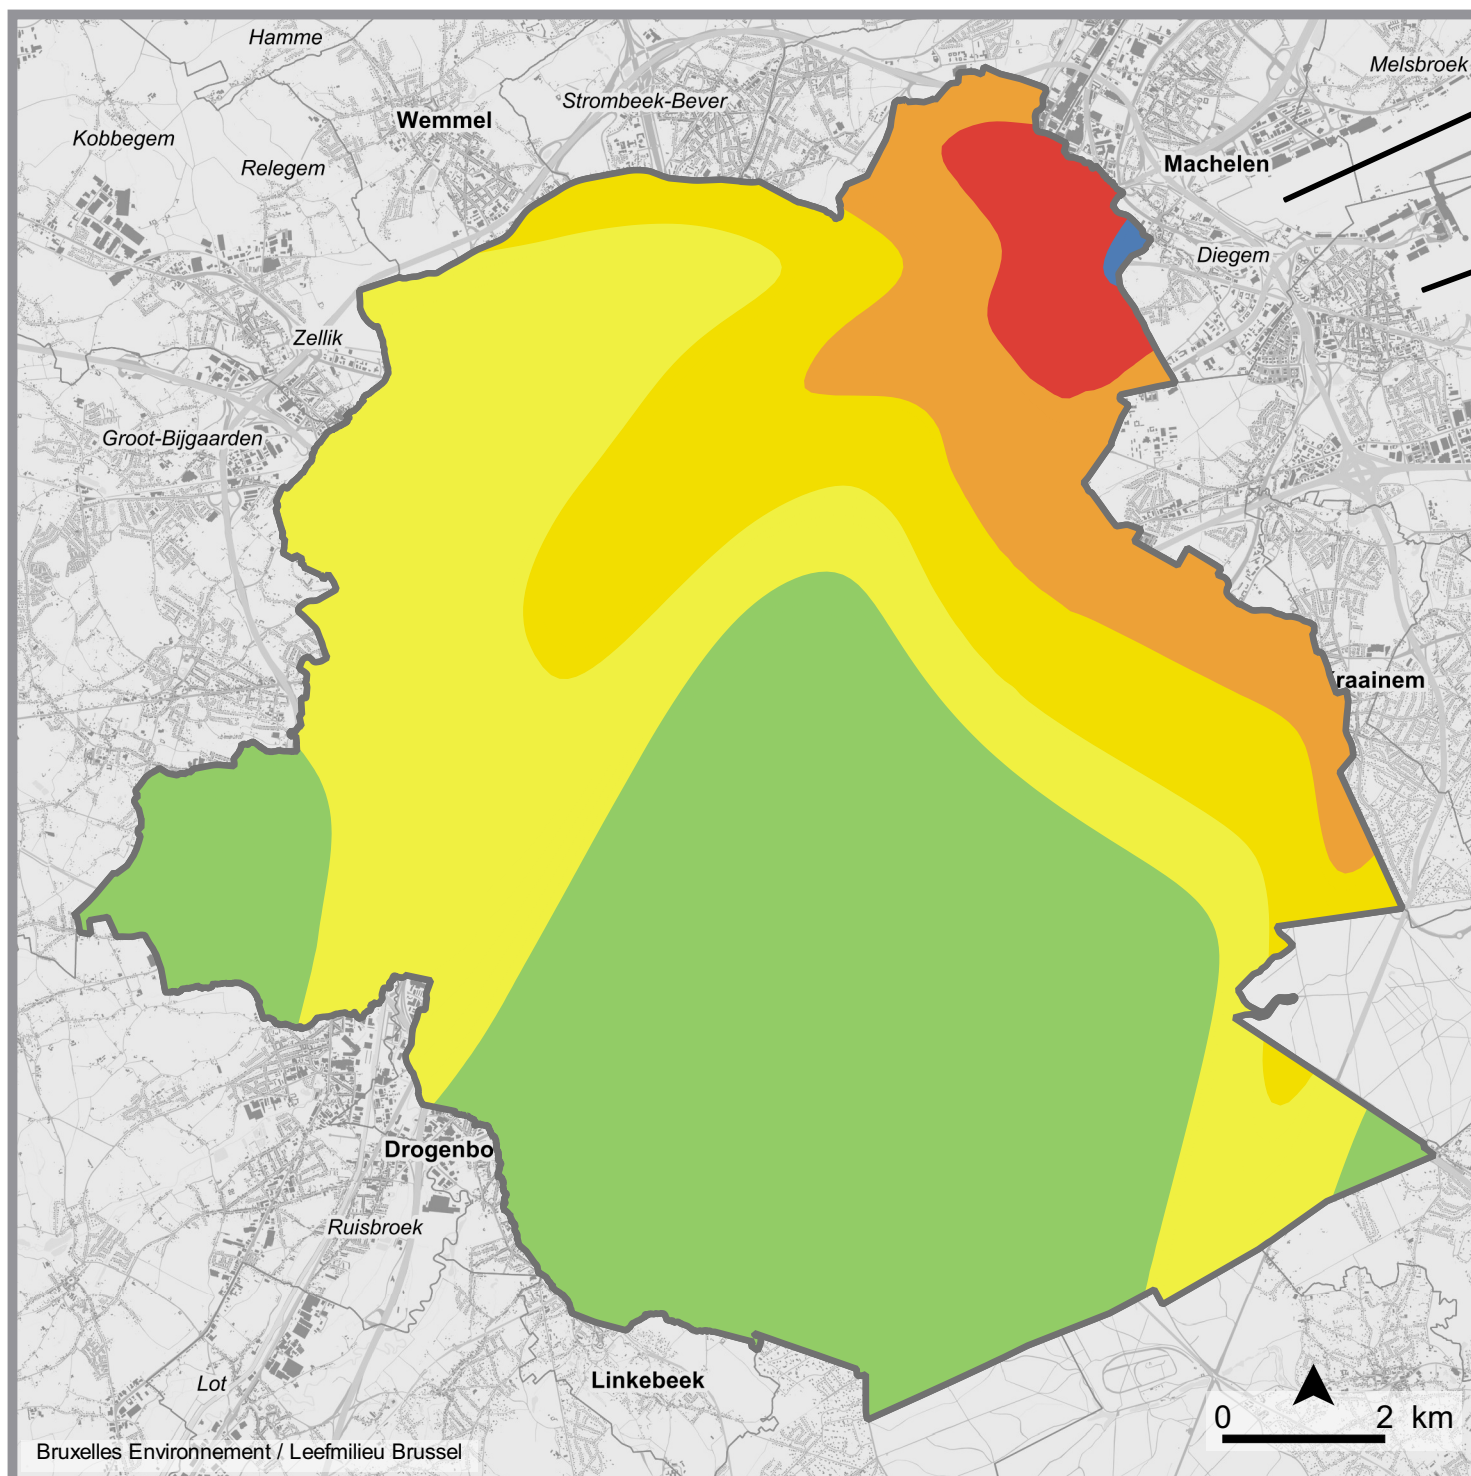 Hamme
Melsbroek
Strombeek-Bever
Wemmel
Kobbegem
Relegem
Machelen
Diegem
Zellik
Groot-Bijgaarden
raainem
Drogenbo
Ruisbroek
Linkebeek
Lot
0 2 km
Bruxelles Environnement / Leefmilieu Brussel